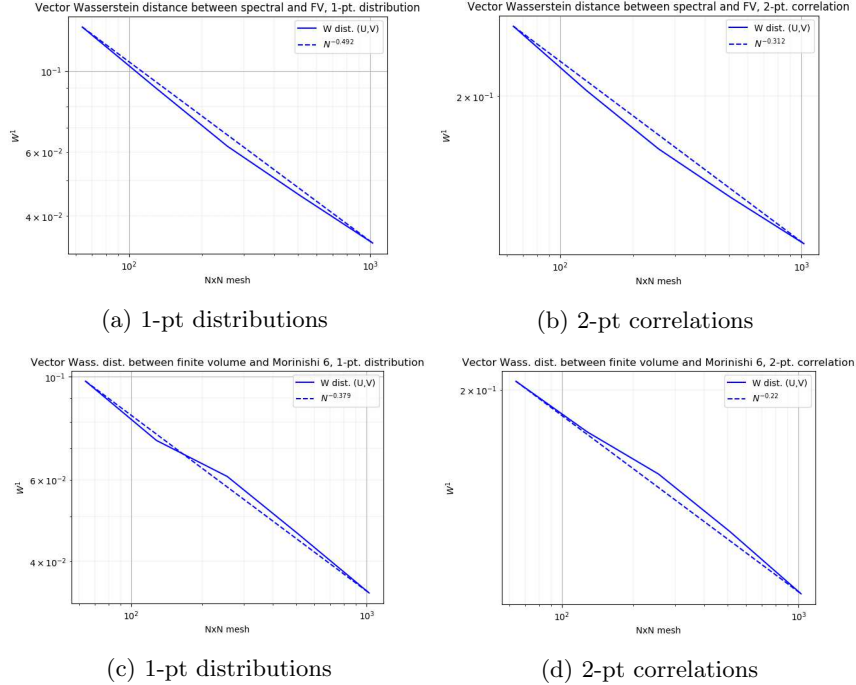 Vector Wasserstein distance between spectral and FV, 1-pt. distribution
W dist. (U,V)
N^{-0.492}
10^{-1}
6 × 10^{-2}
4 × 10^{-2}
W^1
10^2
10^3
NxN mesh
(a) 1-pt distributions
Vector Wasserstein distance between spectral and FV, 2-pt. correlation
W dist. (U,V)
N^{-0.312}
2 × 10^{-1}
W^1
10^2
10^3
NxN mesh
(b) 2-pt correlations
Vector Wass. dist. between finite volume and Morinishi 6, 1-pt. distribution
W dist. (U,V)
N^{-0.379}
10^{-1}
6 × 10^{-2}
4 × 10^{-2}
W^1
10^2
10^3
NxN mesh
(c) 1-pt distributions
Vector Wass. dist. between finite volume and Morinishi 6, 2-pt. correlation
W dist. (U,V)
N^{-0.22}
2 × 10^{-1}
W^1
10^2
10^3
NxN mesh
(d) 2-pt correlations